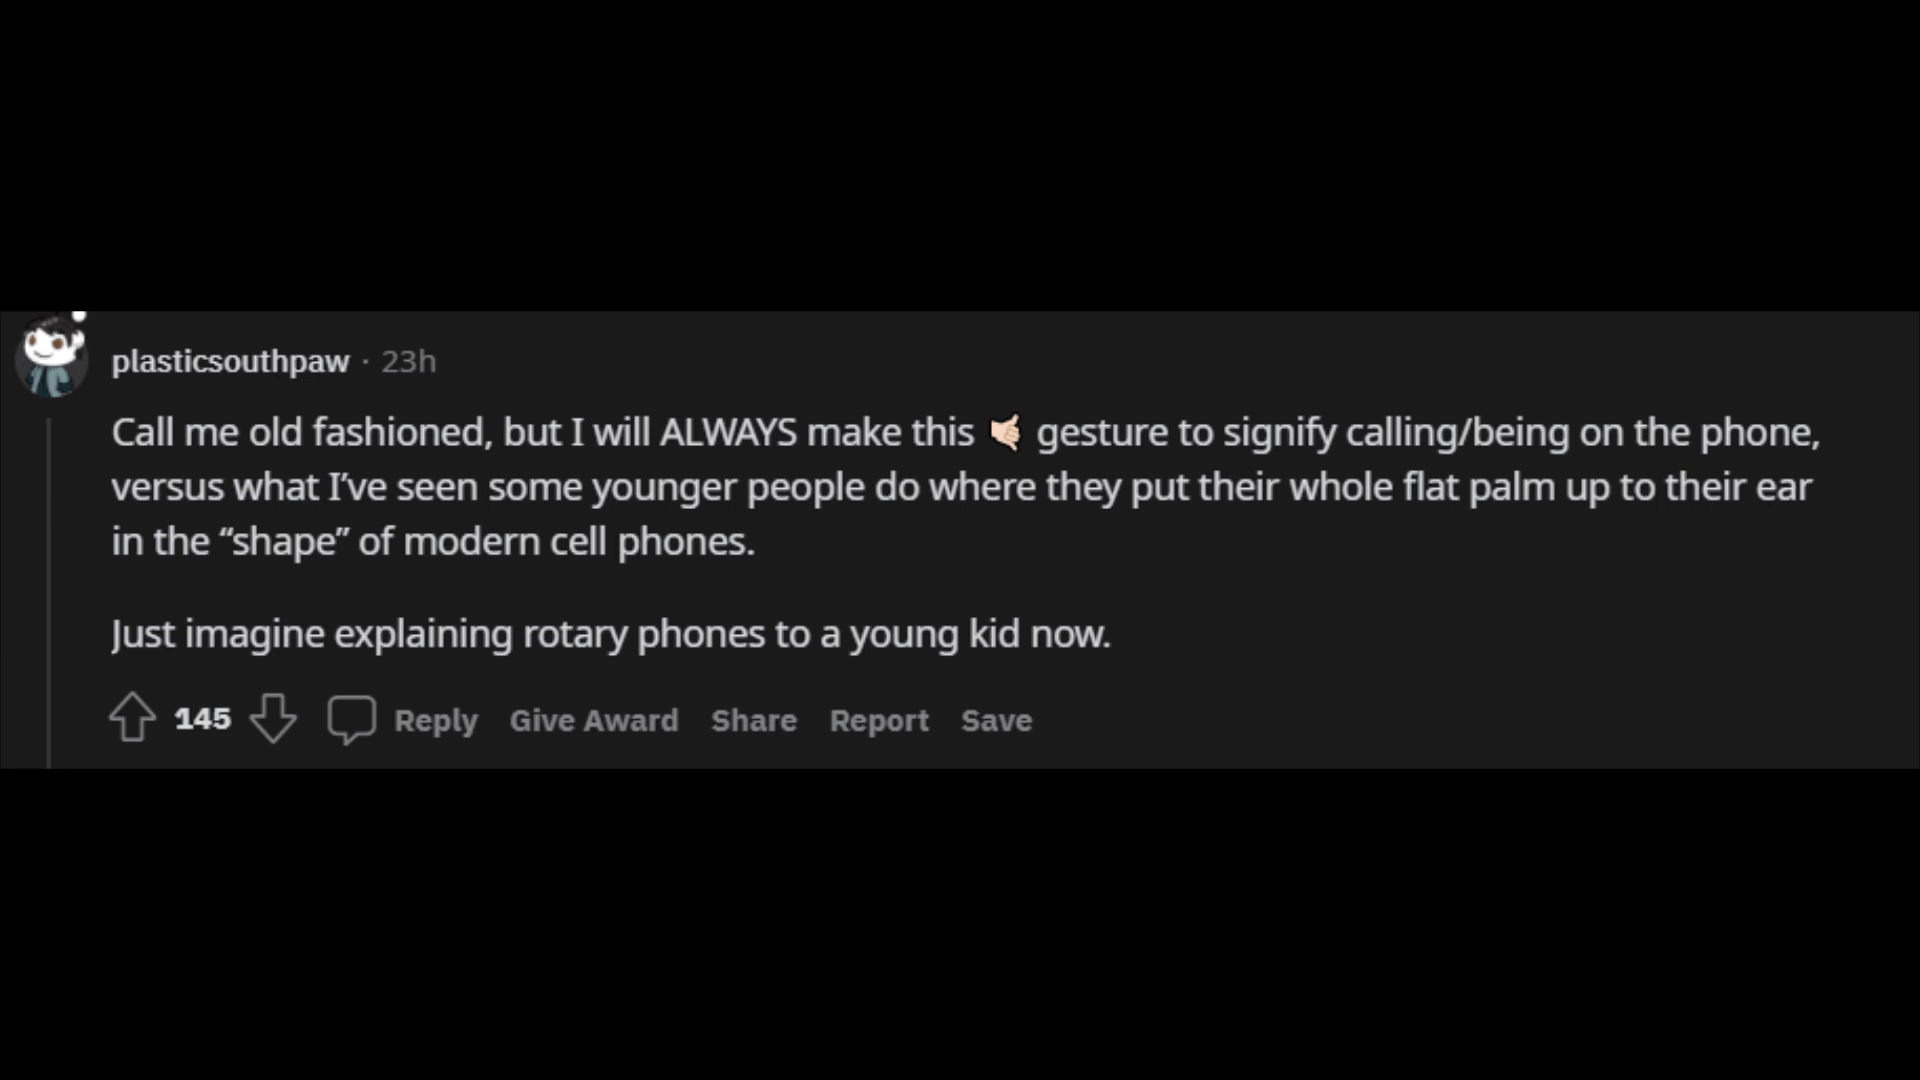 plasticsouthpaw · 23h
Call me old fashioned, but I will ALWAYS make this 🤙🏻 gesture to signify calling/being on the phone,
versus what I’ve seen some younger people do where they put their whole flat palm up to their ear
in the “shape” of modern cell phones.
Just imagine explaining rotary phones to a young kid now.
145 Reply Give Award Share Report Save